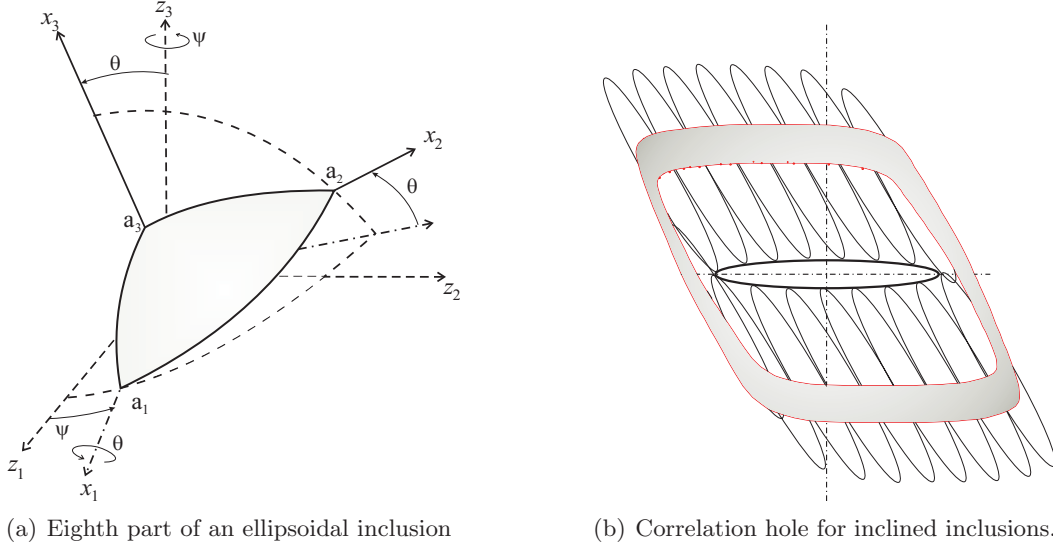 x3
z3
ψ
θ
x2
a2
θ
a3
z2
a1
ψ
θ
z1
x1
(a) Eighth part of an ellipsoidal inclusion
(b) Correlation hole for inclined inclusions.